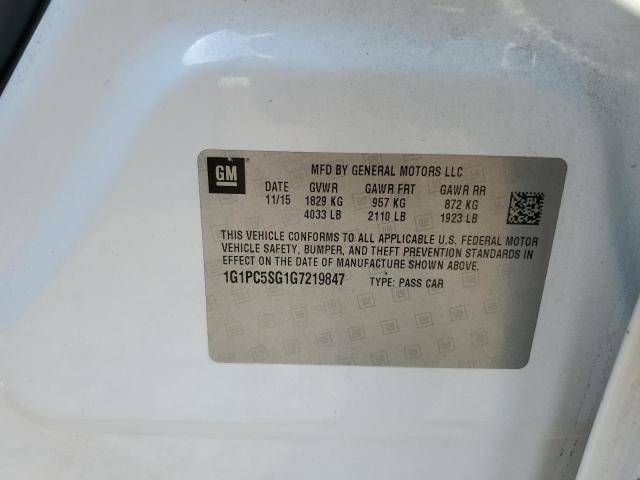 GM
MFD BY GENERAL MOTORS LLC
DATE GVWR GAWR FRT GAWR RR
11/15 1829 KG 957 KG 872 KG
4033 LB 2110 LB 1923 LB
THIS VEHICLE CONFORMS TO ALL APPLICABLE U.S. FEDERAL MOTOR
VEHICLE SAFETY, BUMPER, AND THEFT PREVENTION STANDARDS IN
EFFECT ON THE DATE OF MANUFACTURE SHOWN ABOVE.
1G1PC5SG1G7219847 TYPE: PASS CAR